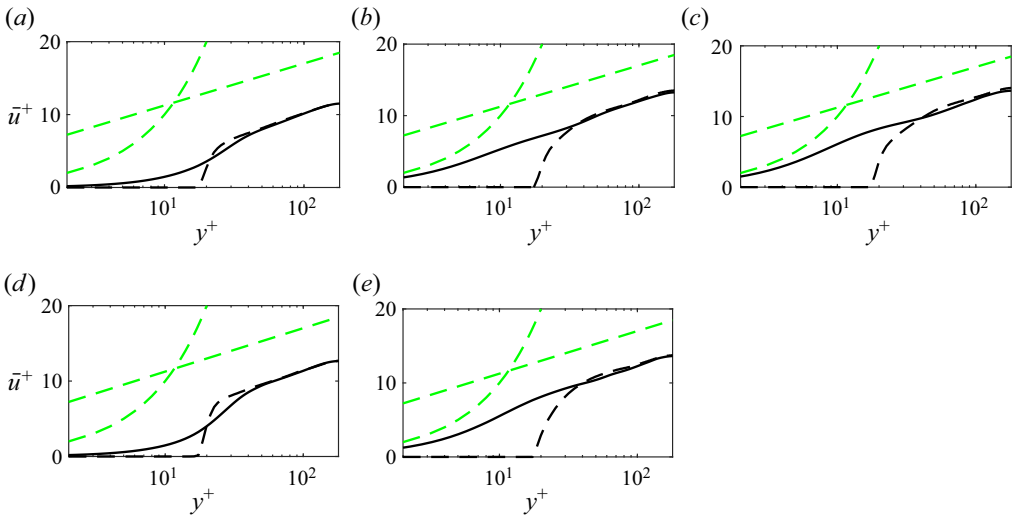 (a) (b) (c)
20 20 20
ū⁺ 10 10 10
0 0 0
10¹ 10² 10¹ 10² 10¹ 10²
y⁺ y⁺ y⁺
(d) (e)
20 20
ū⁺ 10 10
0 0
10¹ 10² 10¹ 10²
y⁺ y⁺